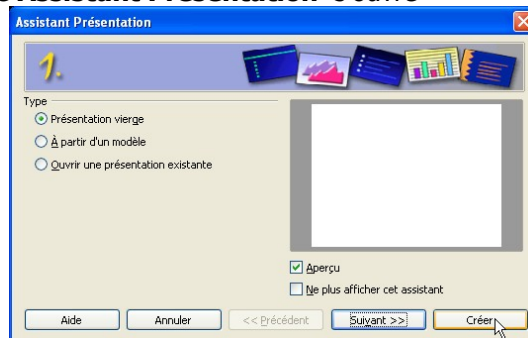 Assistant Présentation
1.
Type
Présentation vierge
À partir d'un modèle
Ouvrir une présentation existante
Aperçu
Ne plus afficher cet assistant
Aide
Annuler
<< Précédent
Suivant >>
Créer